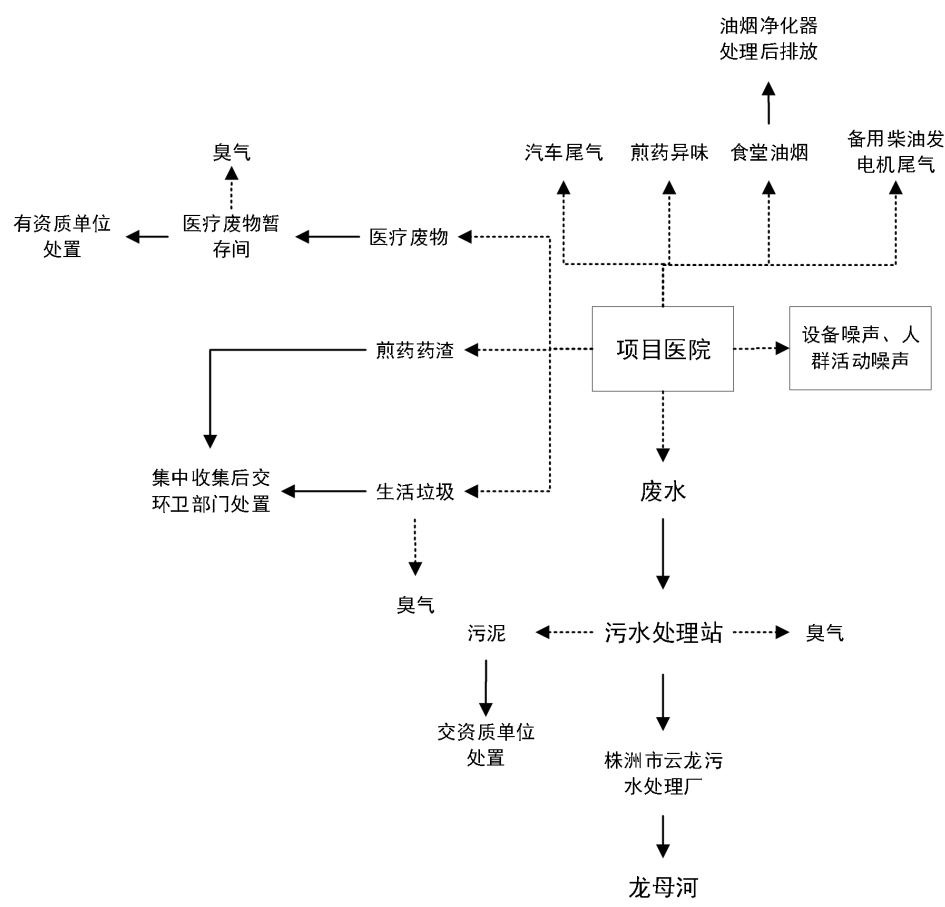 油烟净化器
处理后排放
汽车尾气
煎药异味
食堂油烟
备用柴油发
电机尾气
臭气
有资质单位
处置
医疗废物暂
存间
医疗废物
煎药药渣
项目医院
设备噪声、人
群活动噪声
集中收集后交
环卫部门处置
生活垃圾
废水
臭气
污泥
污水处理站
臭气
交资质单位
处置
株洲市云龙污
水处理厂
龙母河